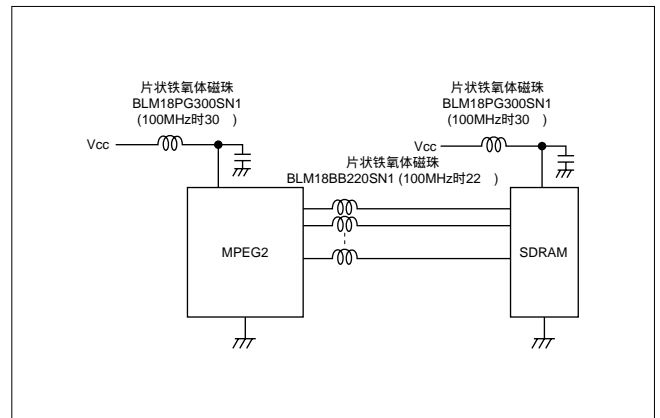 片状铁氧体磁珠
BLM18PG300SN1
(100MHz时30 )
片状铁氧体磁珠
BLM18PG300SN1
(100MHz时30 )
Vcc
Vcc
片状铁氧体磁珠
BLM18BB220SN1 (100MHz时22 )
MPEG2
SDRAM